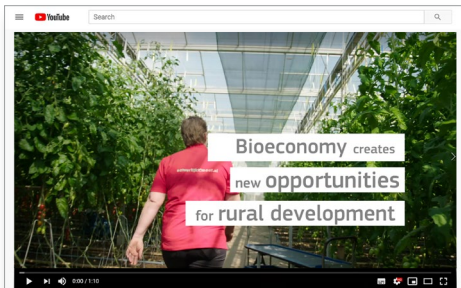 YouTube
Search
Bioeconomy creates
new opportunities
for rural development
0:00 / 1:10